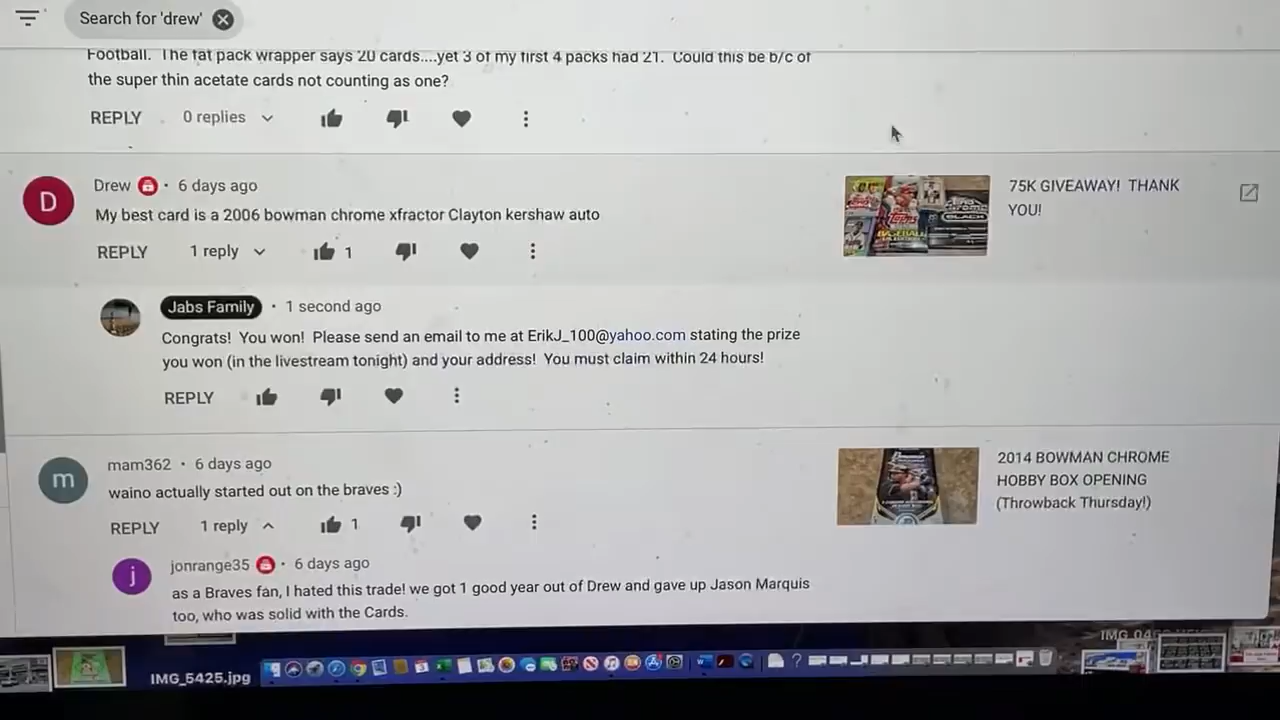 Search for 'drew'
Football. The fat pack wrapper says 20 cards....yet 3 of my first 4 packs had 21. Could this be b/c of
the super thin acetate cards not counting as one?
REPLY 0 replies
D
Drew · 6 days ago
My best card is a 2006 bowman chrome xfractor Clayton kershaw auto
REPLY 1 reply 1
75K GIVEAWAY! THANK
YOU!
Topps
BASEBALL
BLACK
Jabs Family · 1 second ago
Congrats! You won! Please send an email to me at ErikJ_100@yahoo.com stating the prize
you won (in the livestream tonight) and your address! You must claim within 24 hours!
REPLY
m
mam362 · 6 days ago
waino actually started out on the braves :)
REPLY 1 reply 1
2014 BOWMAN CHROME
HOBBY BOX OPENING
(Throwback Thursday!)
j
jonrange35 · 6 days ago
as a Braves fan, I hated this trade! we got 1 good year out of Drew and gave up Jason Marquis
too, who was solid with the Cards.
IMG_5425.jpg